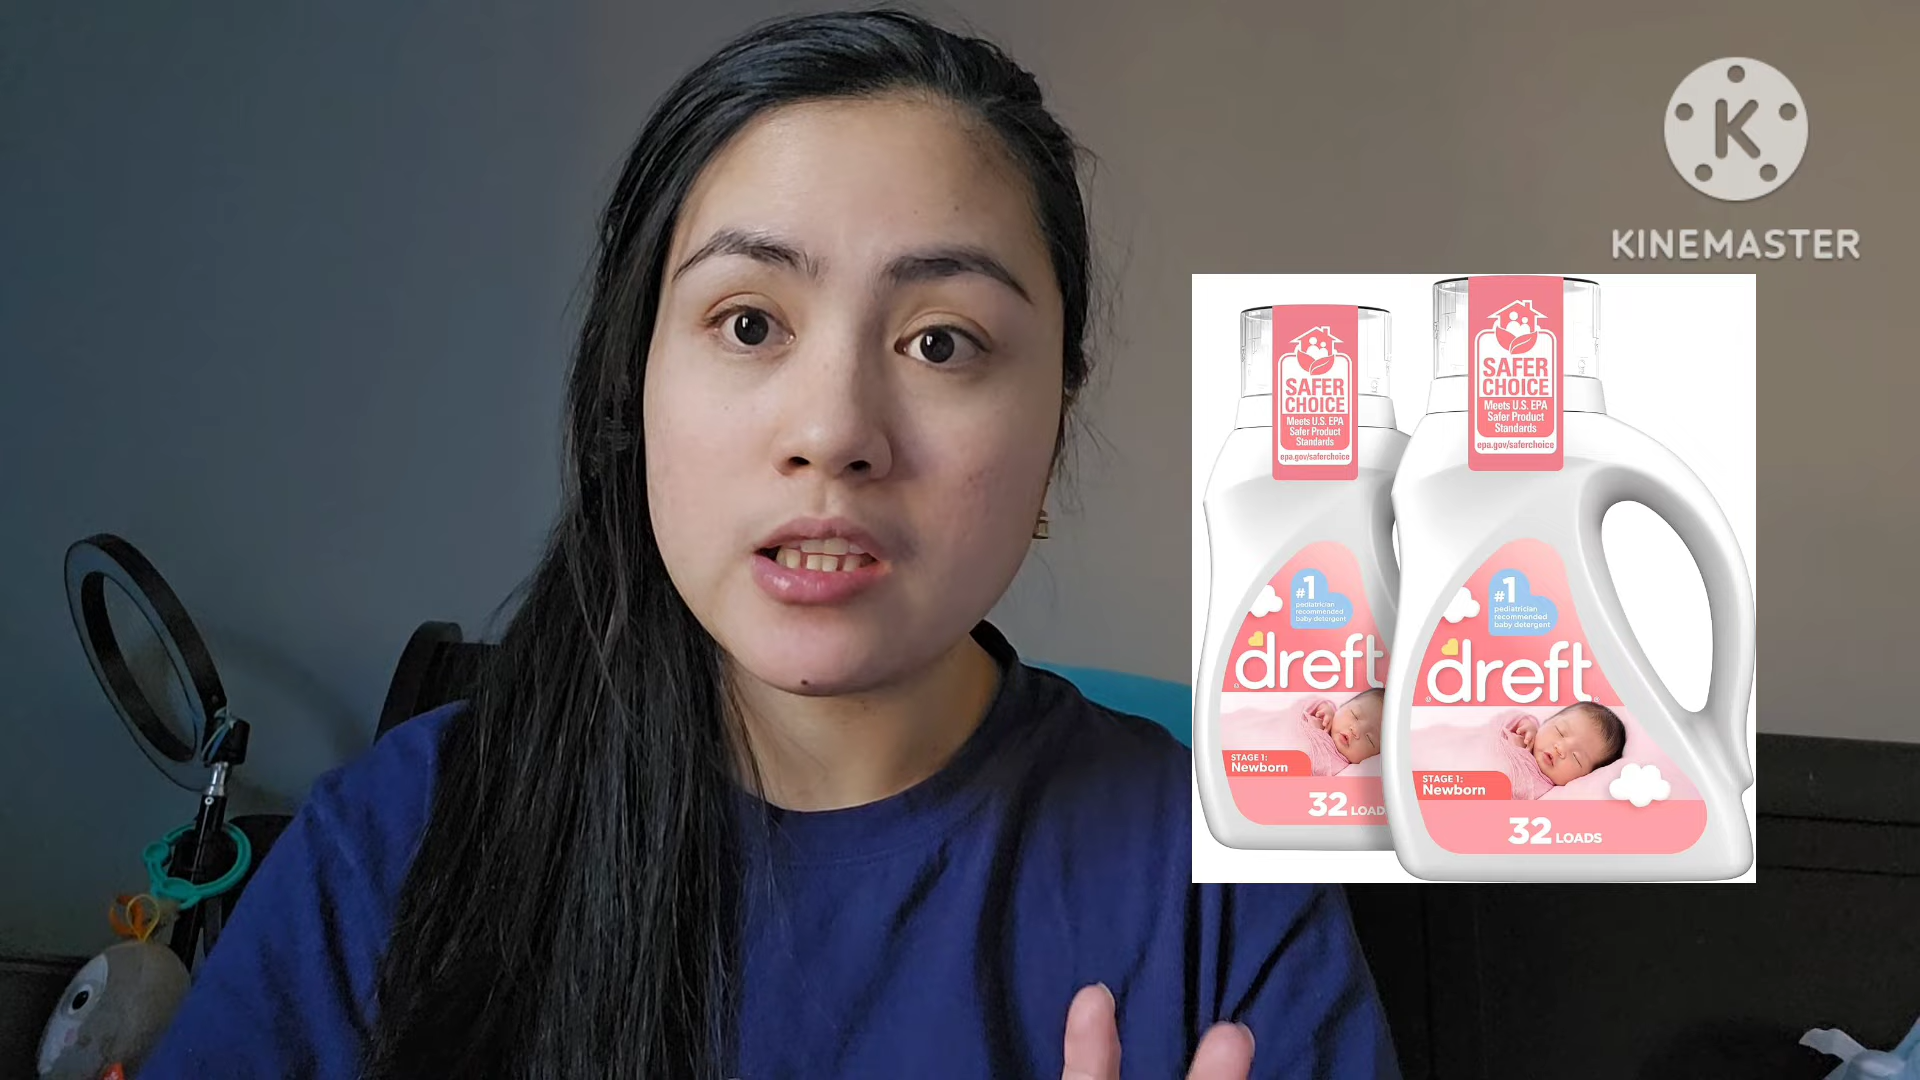 K
KINEMASTER
SAFER
CHOICE
Meets U.S. EPA
Safer Product
Standards
epa.gov/saferchoice
#1
pediatrician
recommended
baby detergent
dreft
STAGE 1:
Newborn
32 LOAD
SAFER
CHOICE
Meets U.S. EPA
Safer Product
Standards
epa.gov/saferchoice
#1
pediatrician
recommended
baby detergent
dreft
STAGE 1:
Newborn
32 LOADS